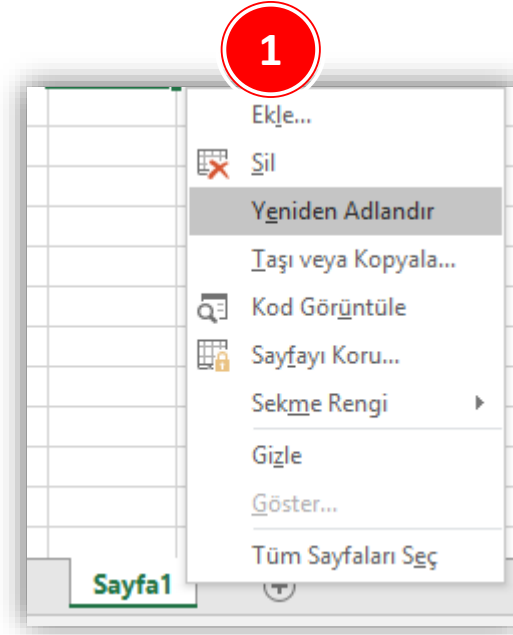 1
Ekle...
Sil
Yeniden Adlandır
Taşı veya Kopyala...
Kod Görüntüle
Sayfayı Koru...
Sekme Rengi
Gizle
Göster...
Tüm Sayfaları Seç
Sayfa1